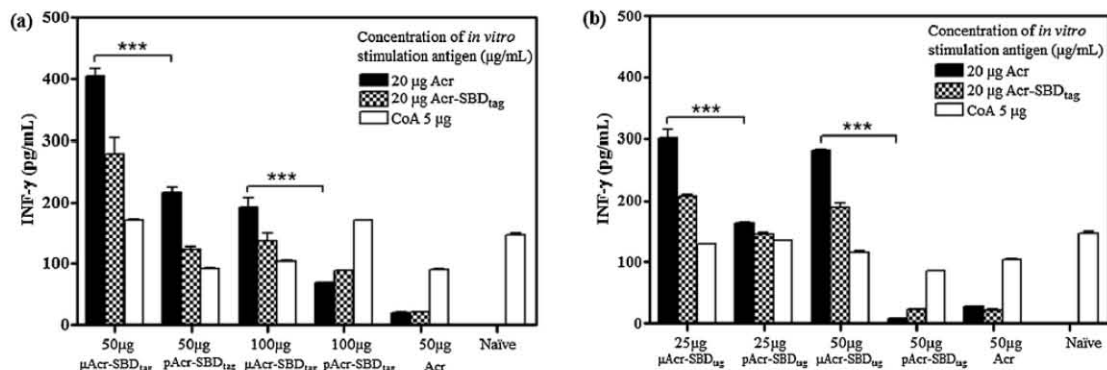 (a)
500
400
300
200
100
0
INF-γ (pg/mL)
***
***
Concentration of in vitro
stimulation antigen (µg/mL)
20 µg Acr
20 µg Acr-SBDtag
CoA 5 µg
50µg 50µg 100µg 100µg 50µg Naïve
µAcr-SBDtag pAcr-SBDtag µAcr-SBDtag pAcr-SBDtag Acr
(b)
500
400
300
200
100
0
INF-γ (pg/mL)
***
***
Concentration of in vitro
stimulation antigen (µg/mL)
20 µg Acr
20 µg Acr-SBDtag
CoA 5 µg
25µg 25µg 50µg 50µg 50µg Naïve
µAcr-SBDtag pAcr-SBDtag µAcr-SBDtag pAcr-SBDtag Acr